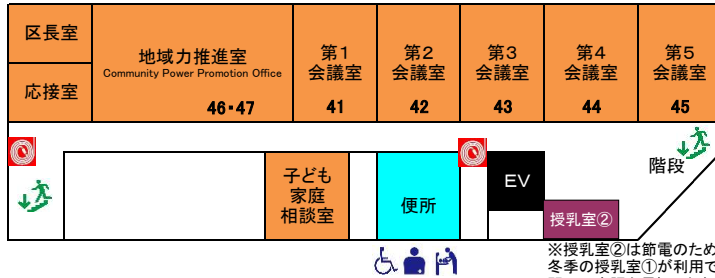 区長室
応接室
地域力推進室
Community Power Promotion Office
46・47
第1
会議室
41
第2
会議室
42
第3
会議室
43
第4
会議室
44
第5
会議室
45
子ども
家庭
相談室
便所
EV
授乳室②
階段
※授乳室②は節電のため
冬季の授乳室①が利用で